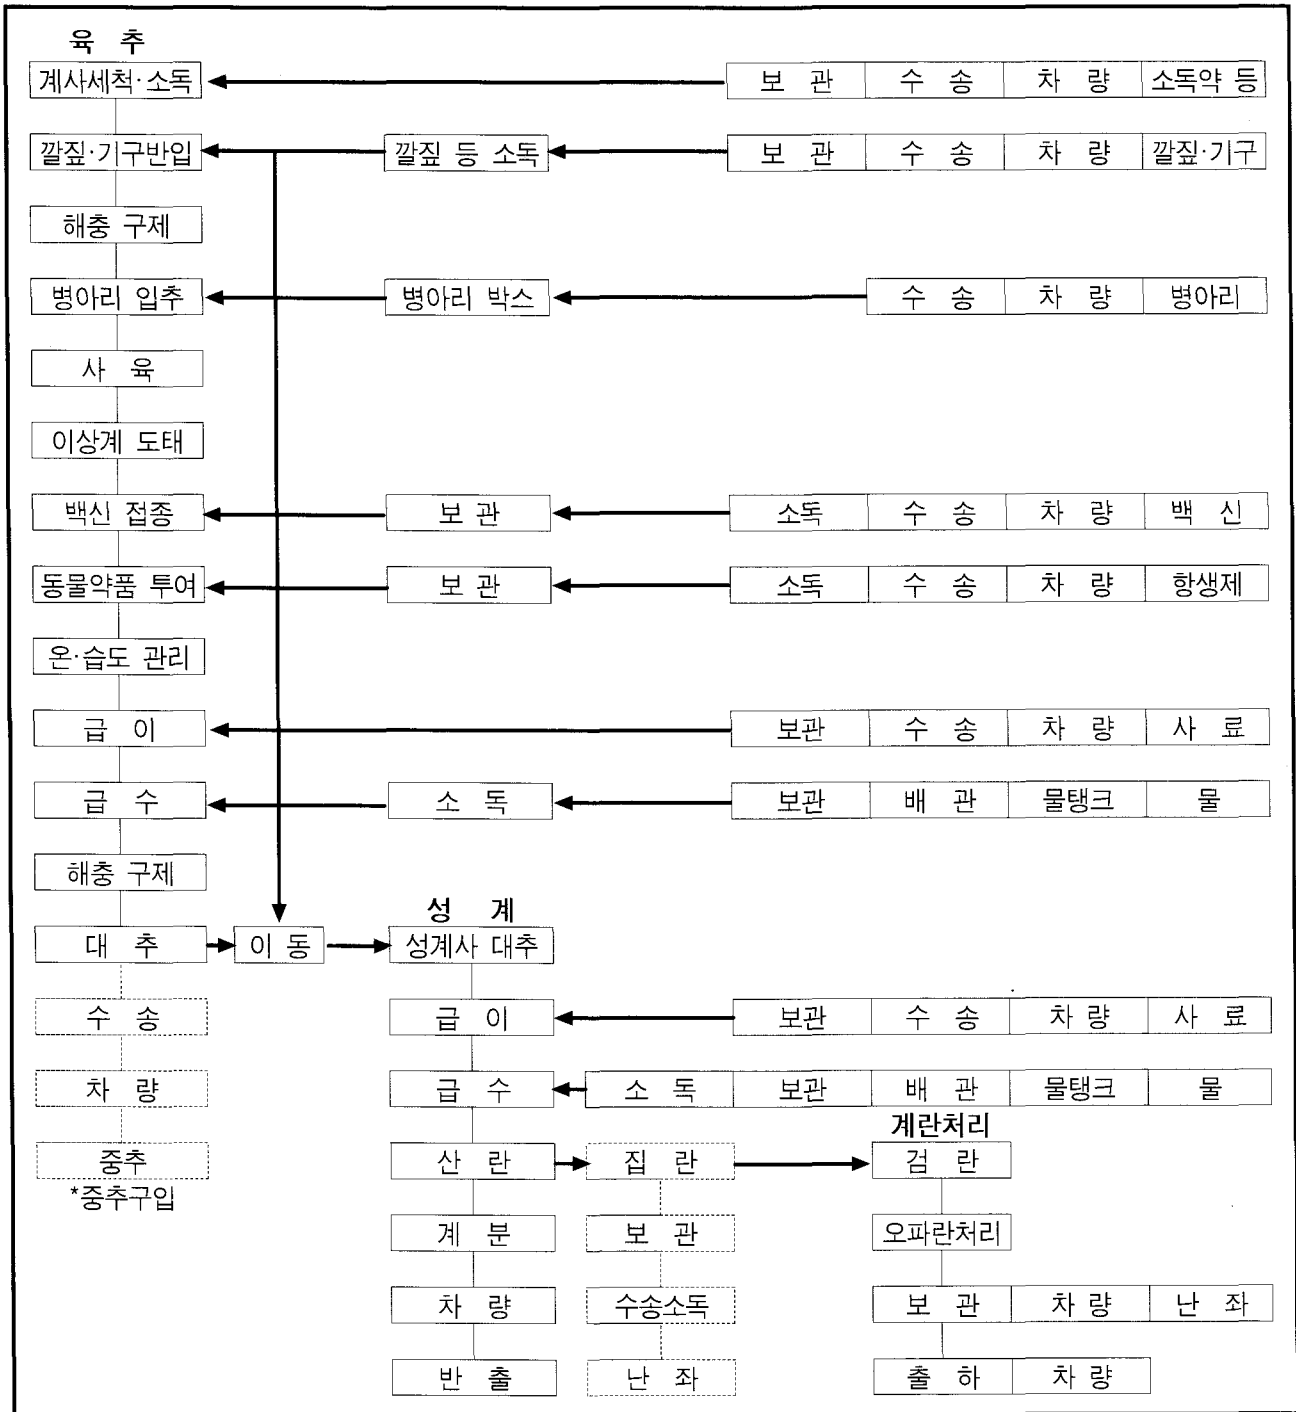 육 추
계사세척·소독 보 관 수 송 차 량 소독약 등
깔짚·기구반입 깔짚 등 소독 보 관 수 송 차 량 깔짚·기구
해충 구제
병아리 입추 병아리 박스 수 송 차 량 병아리
사 육
이상계 도태
백신 접종 보 관 소독 수 송 차 량 백 신
동물약품 투여 보 관 소독 수 송 차 량 항생제
온·습도 관리
급 이 보관 수 송 차 량 사 료
급 수 소 독 보관 배 관 물탱크 물
해충 구제
성 계
대 추 이 동 성계사 대추
수 송 급 이 보관 수 송 차 량 사 료
차 량 급 수 소 독 보관 배 관 물탱크 물
계란처리
중추 산 란 집 란 검 란
*중추구입
계 분 보 관 오파란처리
차 량 수송소독 보 관 차 량 난 좌
반 출 난 좌 출 하 차 량